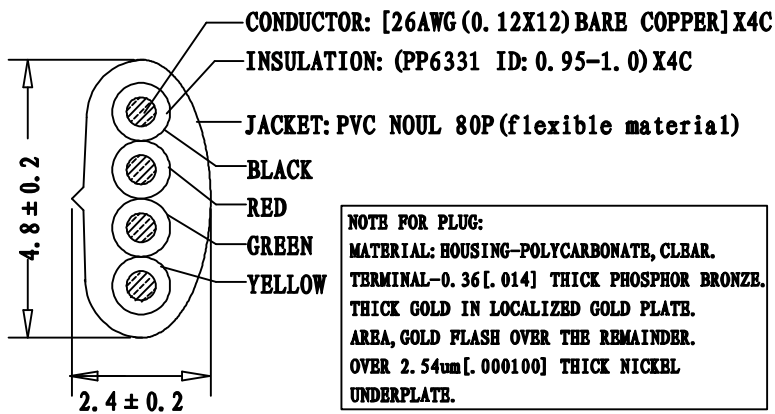 CONDUCTOR: [26AWG(0.12X12)BARE COPPER]X4C
INSULATION: (PP6331 ID:0.95-1.0)X4C
JACKET:PVC NOUL 80P(flexible material)
BLACK
RED
GREEN
YELLOW
4.8±0.2
2.4±0.2
NOTE FOR PLUG:
MATERIAL:HOUSING-POLYCARBONATE,CLEAR.
TERMINAL-0.36[.014] THICK PHOSPHOR BRONZE.
THICK GOLD IN LOCALIZED GOLD PLATE.
AREA,GOLD FLASH OVER THE REMAINDER.
OVER 2.54um[.000100] THICK NICKEL
UNDERPLATE.